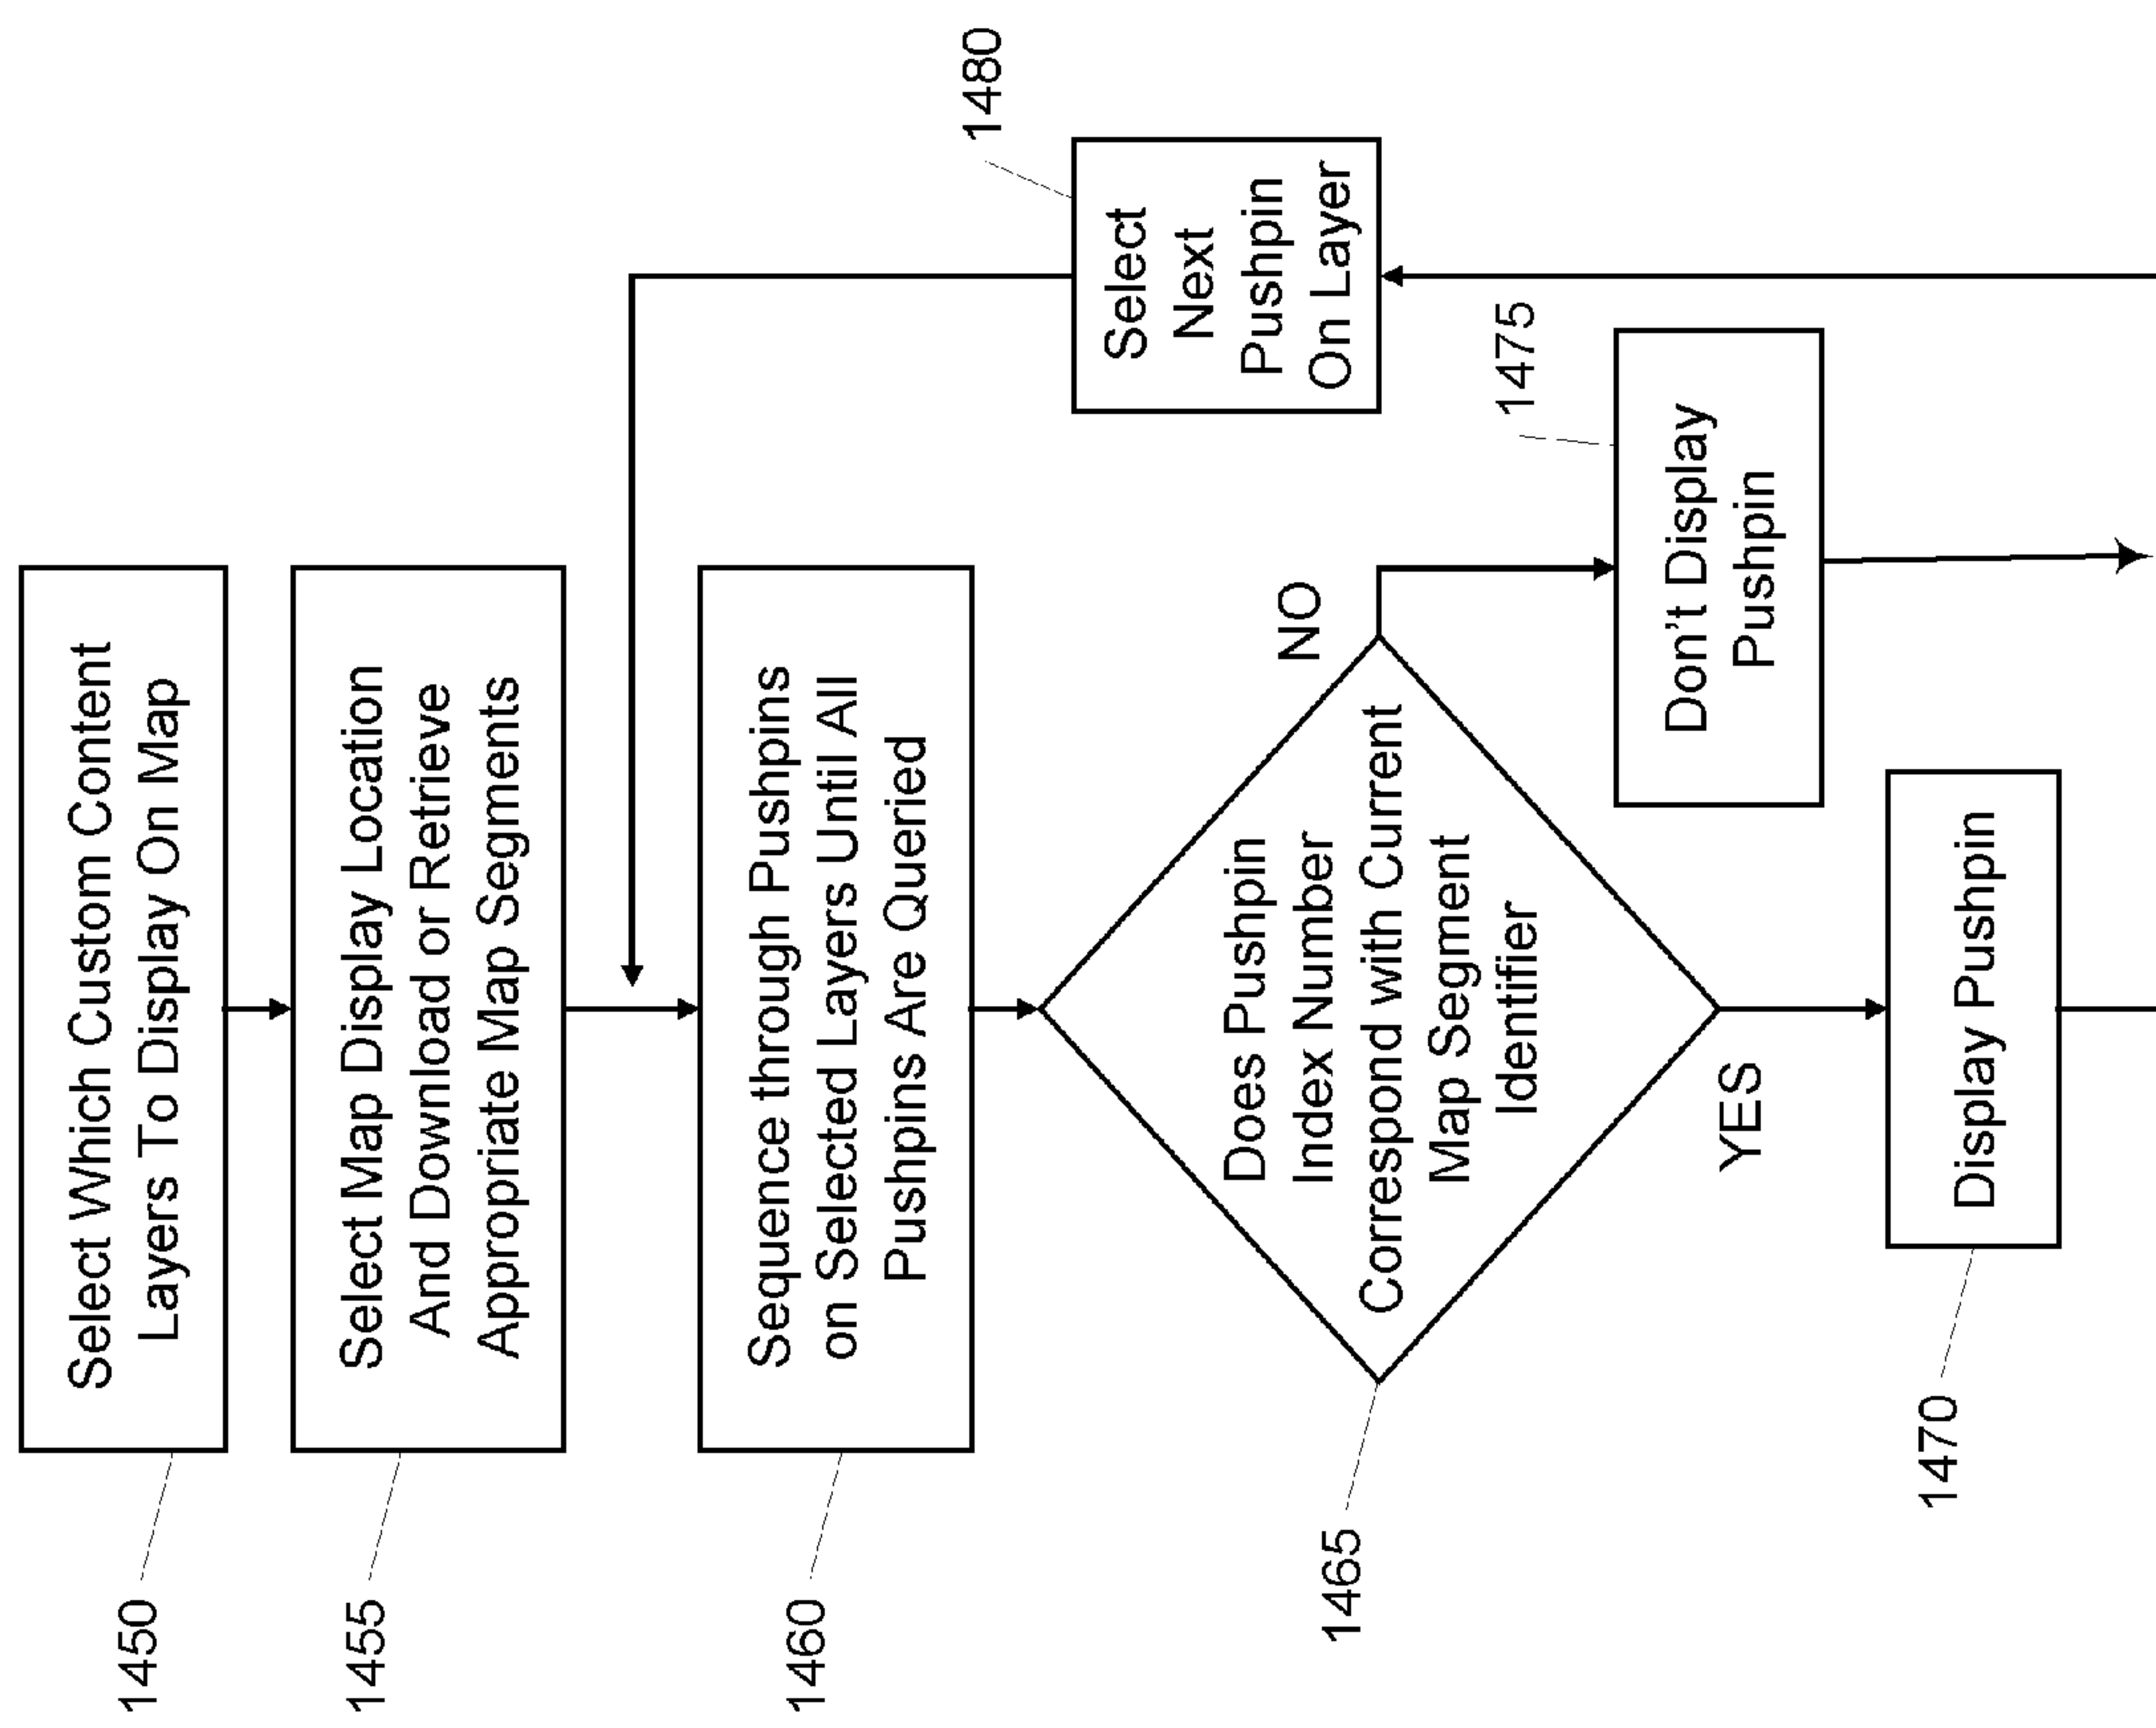 Select Which Custom Content
Layers To Display On Map
1450
Select Map Display Location
And Download or Retrieve
Appropriate Map Segments
1455
Sequence through Pushpins
on Selected Layers Until All
Pushpins Are Queried
1460
Select
Next
Pushpin
On Layer
1480
Does Pushpin
Index Number
Correspond with Current
Map Segment
Identifier
1465
NO
Don't Display
Pushpin
1475
YES
Display Pushpin
1470